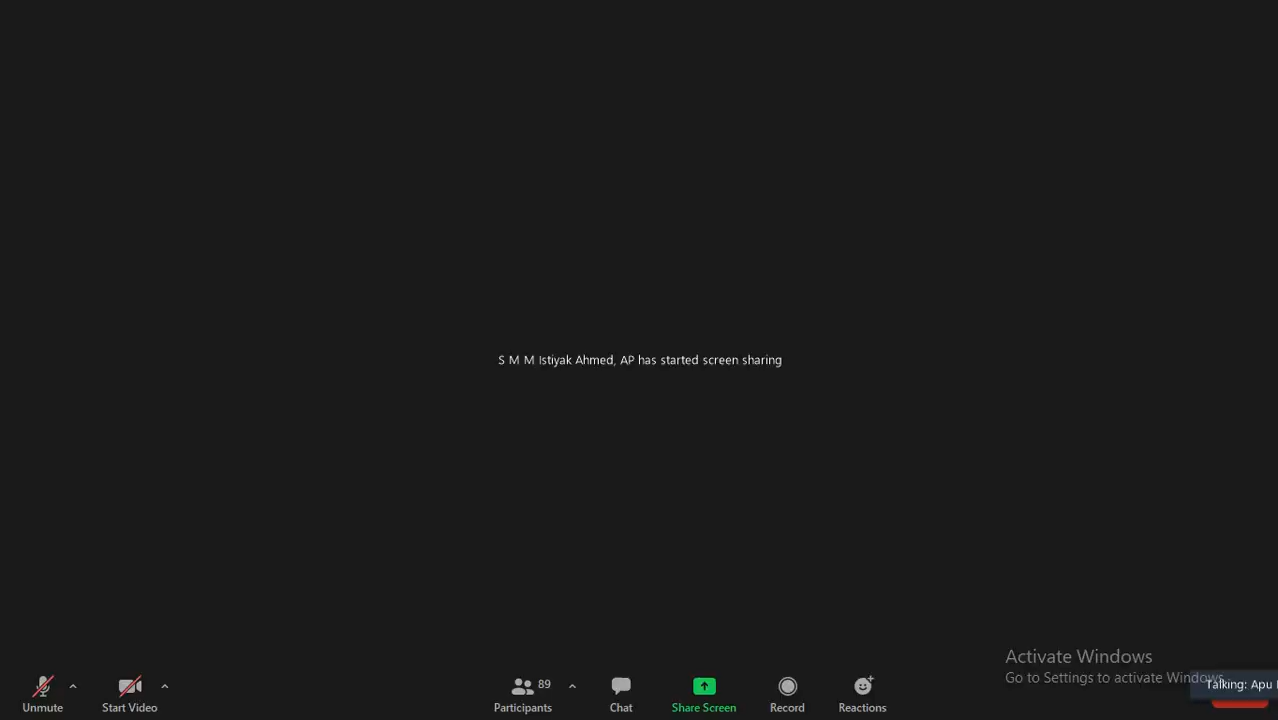 S M M Istiyak Ahmed, AP has started screen sharing
Activate Windows
Go to Settings to activate Windows.
Talking: Apu
89
Unmute
Start Video
Participants
Chat
Share Screen
Record
Reactions